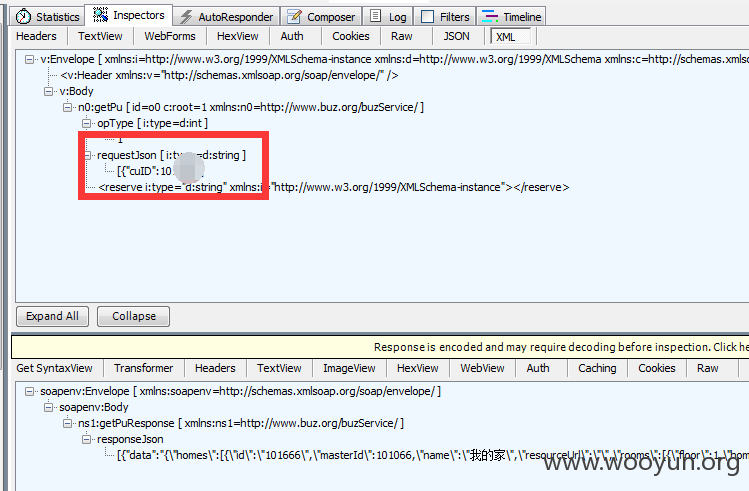 Statistics Inspectors AutoResponder Composer Log Filters Timeline
Headers TextView WebForms HexView Auth Cookies Raw JSON XML
v:Envelope [ xmlns:i=http://www.w3.org/1999/XMLSchema-instance xmlns:d=http://www.w3.org/1999/XMLSchema xmlns:c=http://schemas.xmlso
<v:Header xmlns:v="http://schemas.xmlsoap.org/soap/envelope/" />
v:Body
n0:getPu [ id=o0 c:root=1 xmlns:n0=http://www.buz.org/buzService/ ]
opType [ i:type=d:int ]
1
requestJson [ i:type=d:string ]
[{"cuID":10
<reserve i:type="d:string" xmlns:i="http://www.w3.org/1999/XMLSchema-instance"></reserve>
Expand All Collapse
Response is encoded and may require decoding before inspection. Click he
Get SyntaxView Transformer Headers TextView ImageView HexView WebView Auth Caching Cookies Raw
soapenv:Envelope [ xmlns:soapenv=http://schemas.xmlsoap.org/soap/envelope/ ]
soapenv:Body
ns1:getPuResponse [ xmlns:ns1=http://www.buz.org/buzService/ ]
responseJson
[{"data":"{\"homes\":[{\"id\":\"101666\",\"masterId\":101066,\"name\":\"我的家\",\"resourceUrl\":\"\",\"rooms\":[{\"floor\":1,\"hom
www.wooyun.org